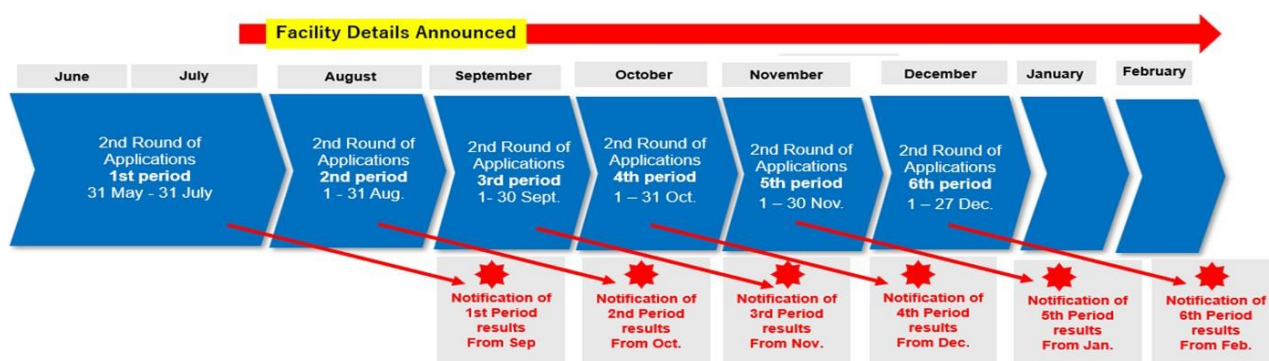 Facility Details Announced
June
July
August
September
October
November
December
January
February
2nd Round of
Applications
1st period
31 May - 31 July
2nd Round of
Applications
2nd period
1 - 31 Aug.
2nd Round of
Applications
3rd period
1- 30 Sept.
2nd Round of
Applications
4th period
1 – 31 Oct.
2nd Round of
Applications
5th period
1 – 30 Nov.
2nd Round of
Applications
6th period
1 – 27 Dec.
Notification of
1st Period
results
From Sep
Notification of
2nd Period
results
From Oct.
Notification of
3rd Period
results
From Nov.
Notification of
4th Period
results
From Dec.
Notification of
5th Period
results
From Jan.
Notification of
6th Period
results
From Feb.